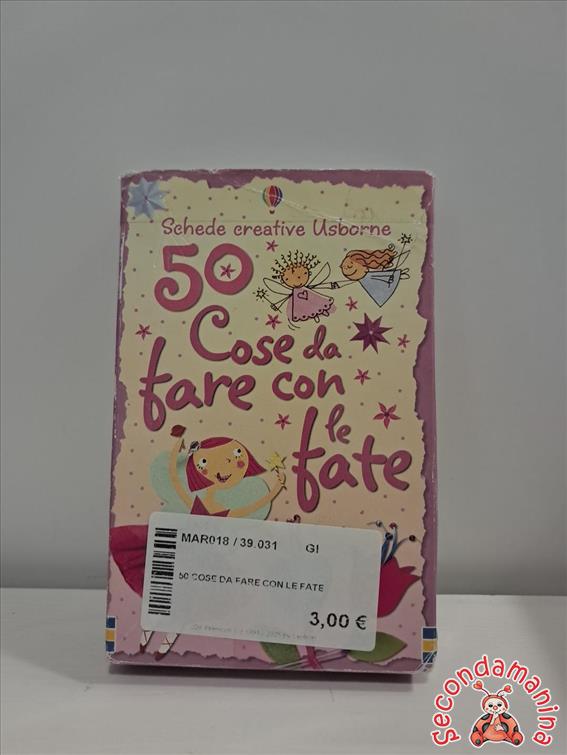 Schede creative Usborne
50
Cose da
fare con
le
fate
MAR018 / 39.031 GI
50 COSE DA FARE CON LE FATE
3,00 €
Secondamanina